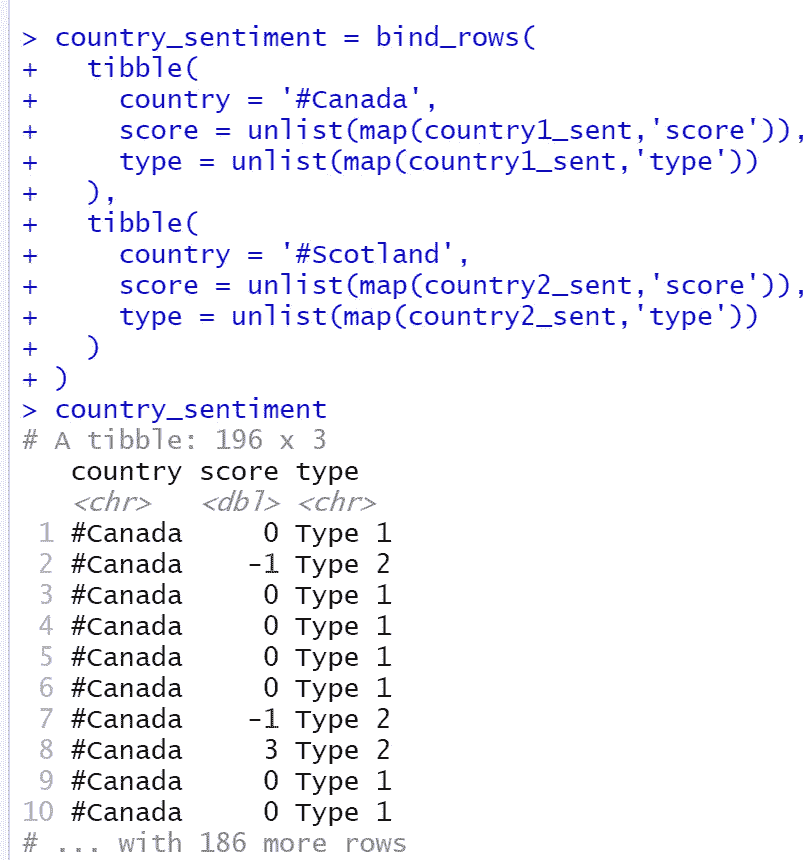 > country_sentiment = bind_rows(
+   tibble(
+     country = '#Canada',
+     score = unlist(map(country1_sent,'score')),
+     type = unlist(map(country1_sent,'type'))
+   ),
+   tibble(
+     country = '#Scotland',
+     score = unlist(map(country2_sent,'score')),
+     type = unlist(map(country2_sent,'type'))
+   )
+ )
> country_sentiment
# A tibble: 196 x 3
   country score type
   <chr>   <dbl> <chr>
 1 #Canada     0 Type 1
 2 #Canada    -1 Type 2
 3 #Canada     0 Type 1
 4 #Canada     0 Type 1
 5 #Canada     0 Type 1
 6 #Canada     0 Type 1
 7 #Canada    -1 Type 2
 8 #Canada     3 Type 2
 9 #Canada     0 Type 1
10 #Canada     0 Type 1
# ... with 186 more rows